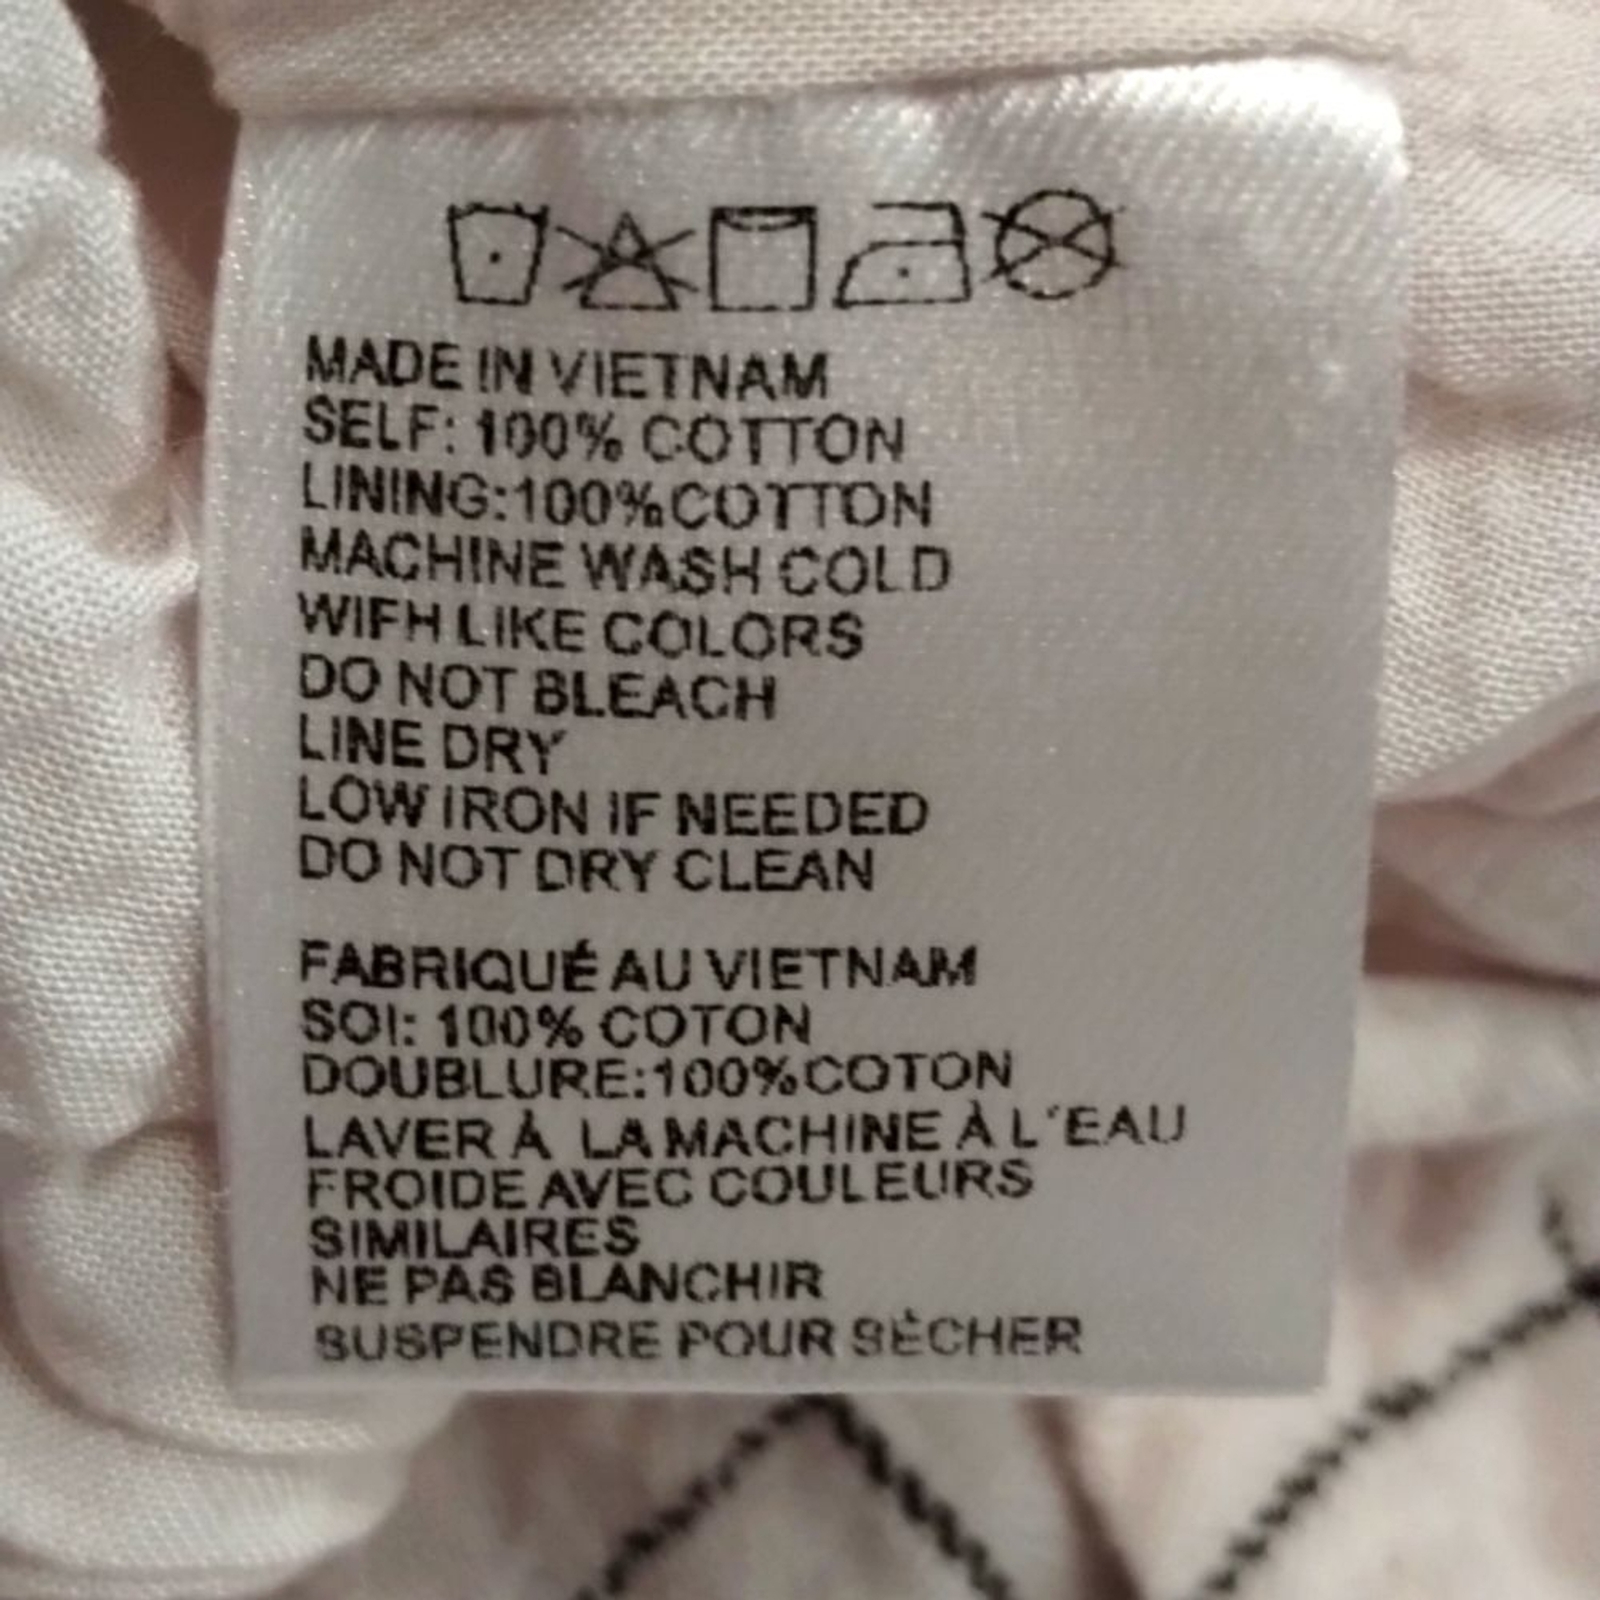 MADE IN VIETNAM
SELF: 100% COTTON
LINING:100%COTTON
MACHINE WASH COLD
WIFH LIKE COLORS
DO NOT BLEACH
LINE DRY
LOW IRON IF NEEDED
DO NOT DRY CLEAN
FABRIQUÉ AU VIETNAM
SOI: 100% COTON
DOUBLURE:100%COTON
LAVER À LA MACHINE À L'EAU
FROIDE AVEC COULEURS
SIMILAIRES
NE PAS BLANCHIR
SUSPENDRE POUR SÈCHER